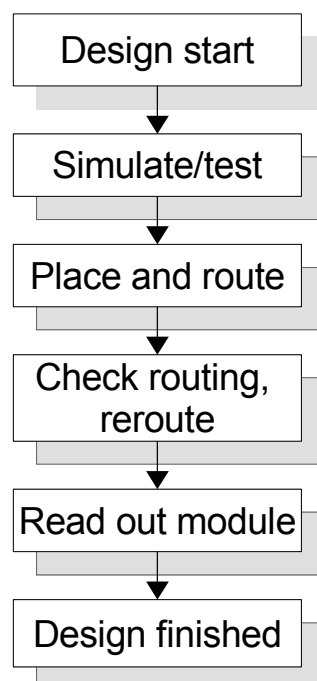 Design start
Simulate/test
Place and route
Check routing,
reroute
Read out module
Design finished